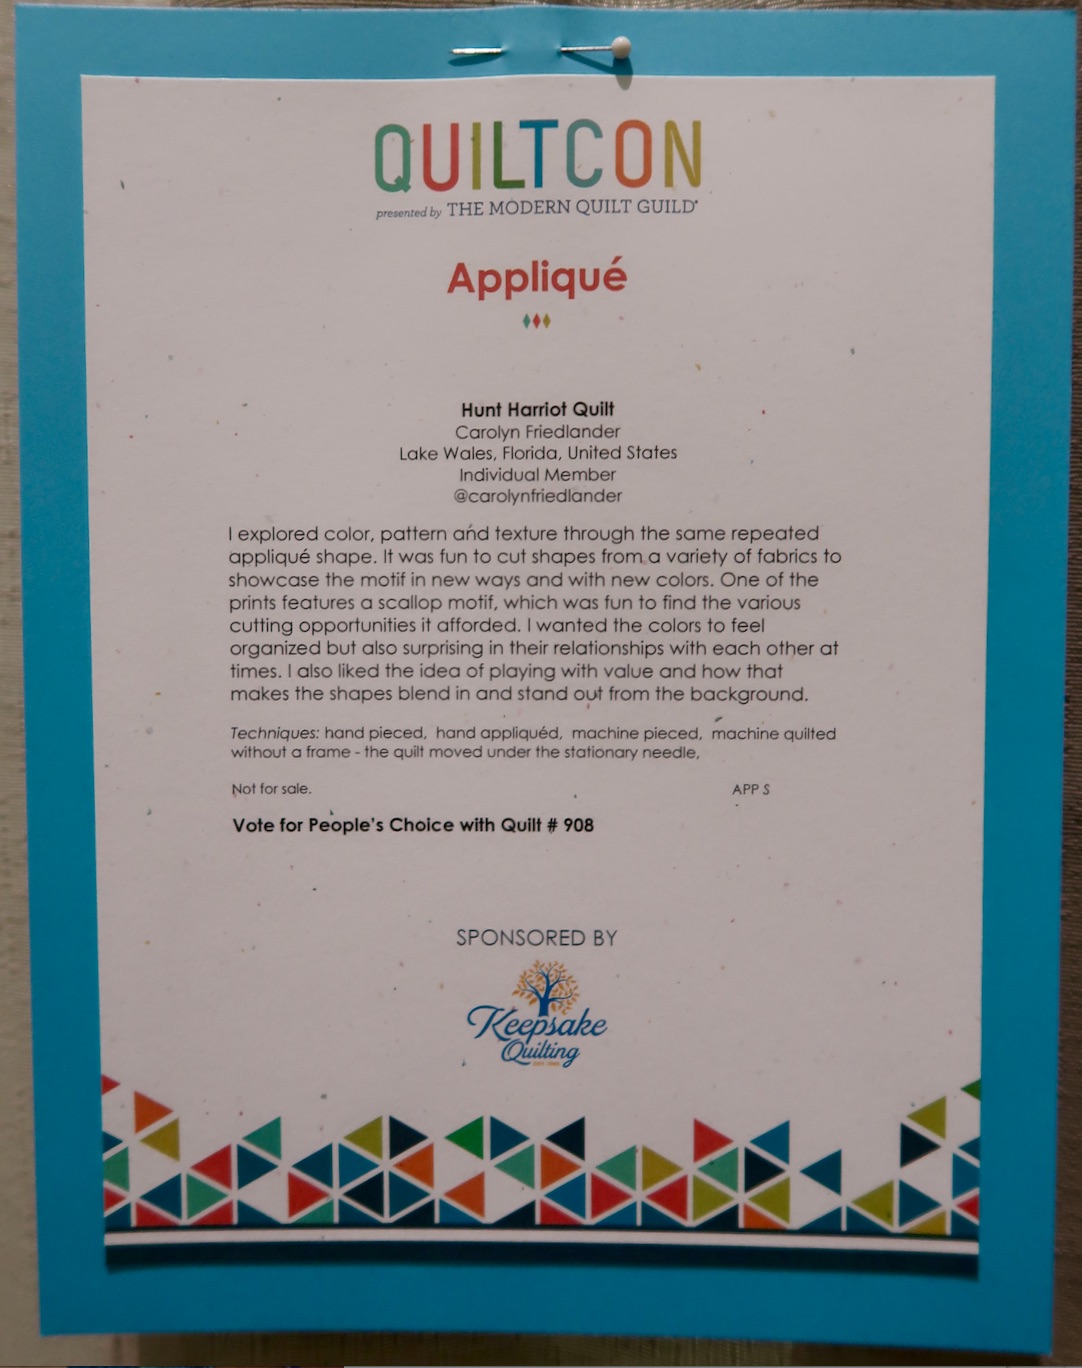 QUILTCON
presented by THE MODERN QUILT GUILD®
Appliqué
Hunt Harriot Quilt
Carolyn Friedlander
Lake Wales, Florida, United States
Individual Member
@carolynfriedlander
I explored color, pattern and texture through the same repeated
appliqué shape. It was fun to cut shapes from a variety of fabrics to
showcase the motif in new ways and with new colors. One of the
prints features a scallop motif, which was fun to find the various
cutting opportunities it afforded. I wanted the colors to feel
organized but also surprising in their relationships with each other at
times. I also liked the idea of playing with value and how that
makes the shapes blend in and stand out from the background.
Techniques: hand pieced, hand appliquéd, machine pieced, machine quilted
without a frame - the quilt moved under the stationary needle,
Not for sale. APP S
Vote for People's Choice with Quilt # 908
SPONSORED BY
Keepsake
Quilting